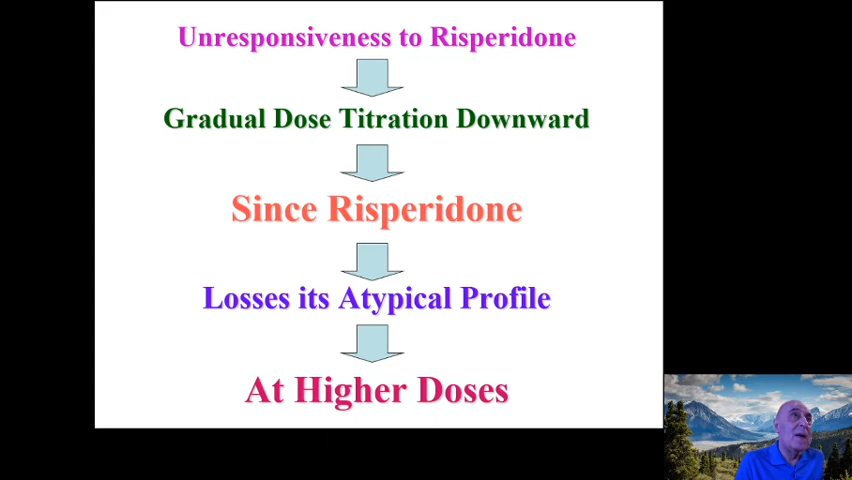 Unresponsiveness to Risperidone
Gradual Dose Titration Downward
Since Risperidone
Losses its Atypical Profile
At Higher Doses